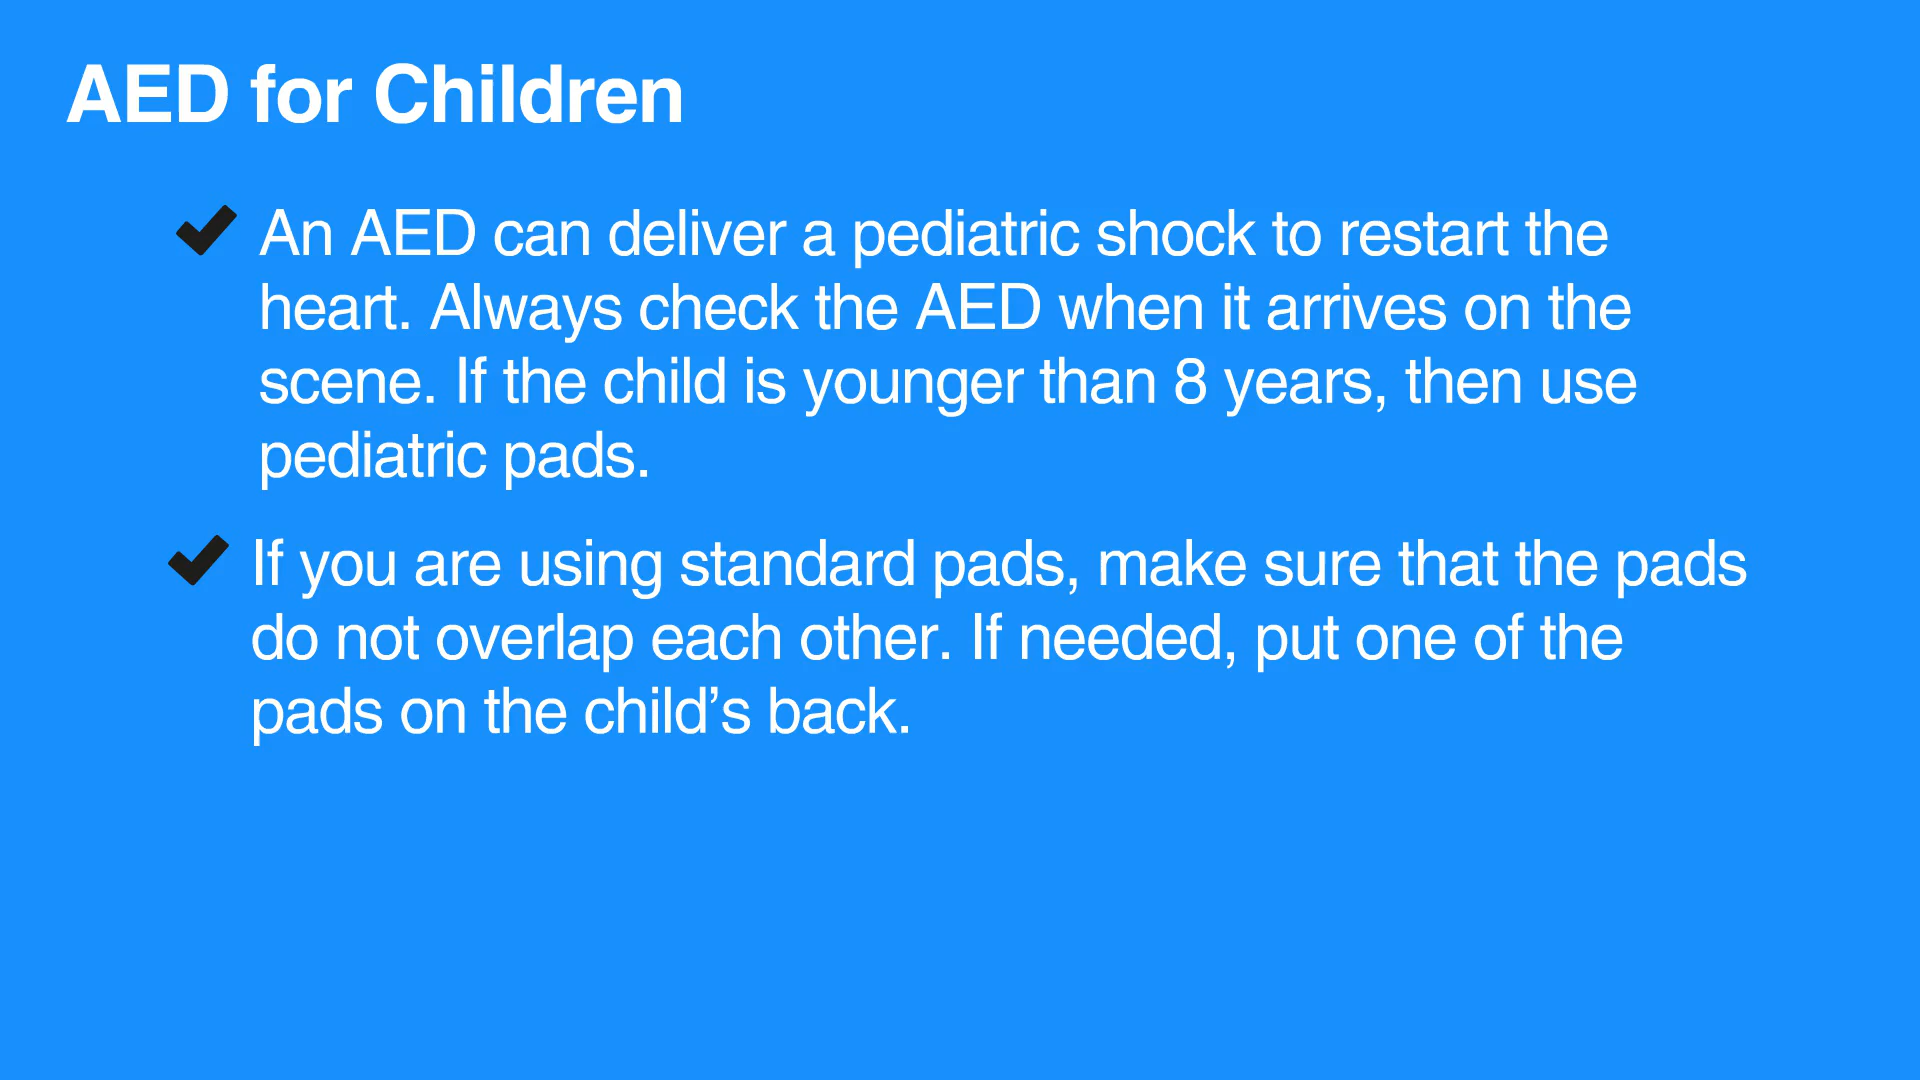 AED for Children
An AED can deliver a pediatric shock to restart the
heart. Always check the AED when it arrives on the
scene. If the child is younger than 8 years, then use
pediatric pads.
If you are using standard pads, make sure that the pads
do not overlap each other. If needed, put one of the
pads on the child’s back.